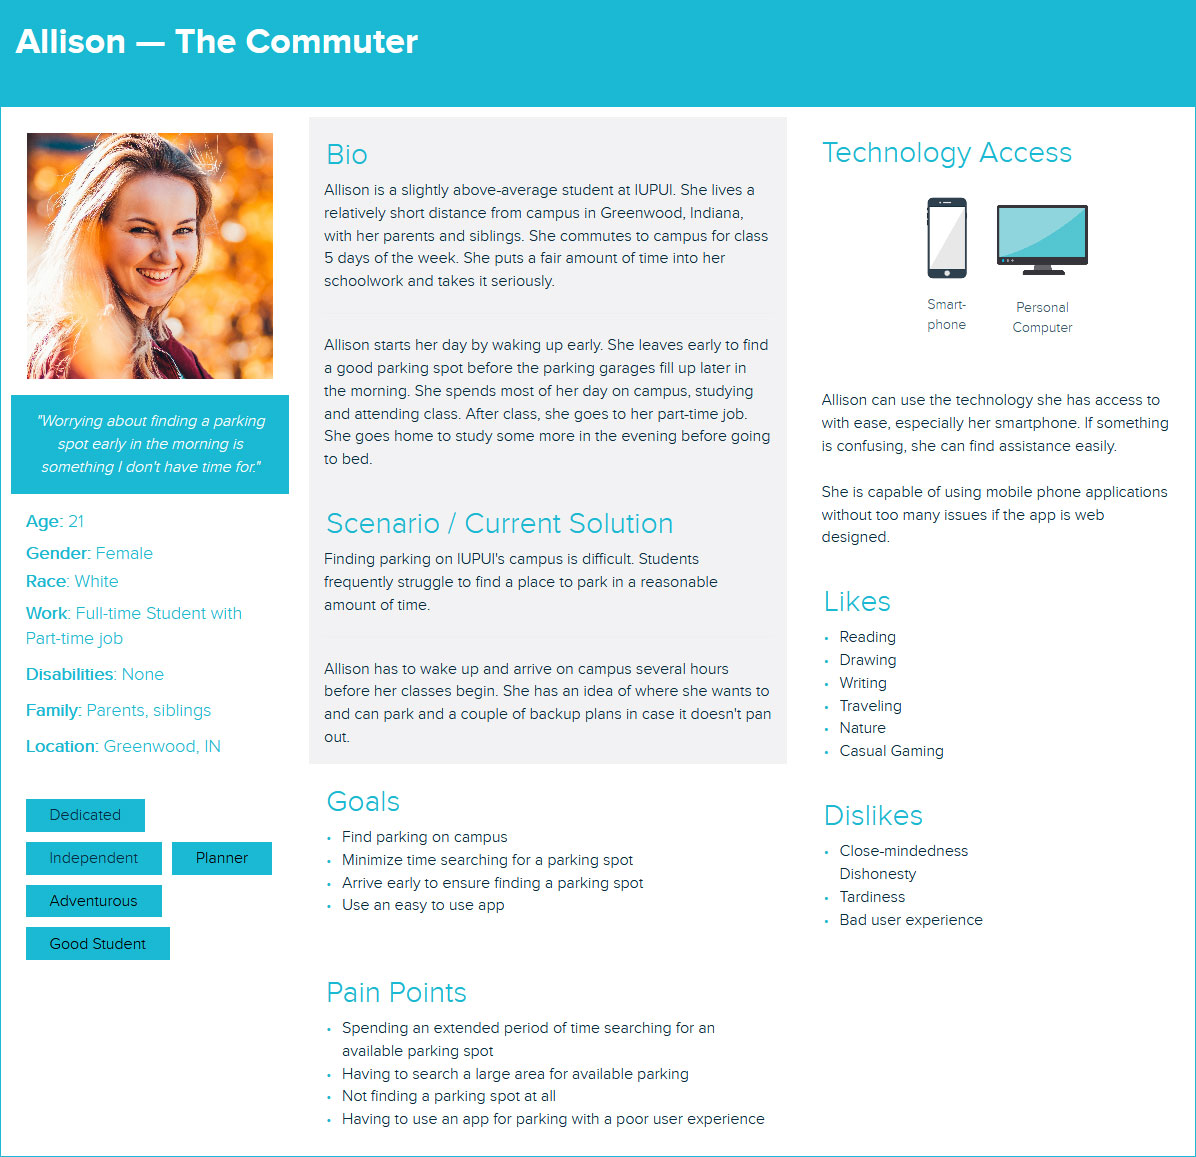 Allison — The Commuter
"Worrying about finding a parking
spot early in the morning is
something I don't have time for."
Age: 21
Gender: Female
Race: White
Work: Full-time Student with
Part-time job
Disabilities: None
Family: Parents, siblings
Location: Greenwood, IN
Dedicated
Independent
Planner
Adventurous
Good Student
Bio
Allison is a slightly above-average student at IUPUI. She lives a
relatively short distance from campus in Greenwood, Indiana,
with her parents and siblings. She commutes to campus for class
5 days of the week. She puts a fair amount of time into her
schoolwork and takes it seriously.
Allison starts her day by waking up early. She leaves early to find
a good parking spot before the parking garages fill up later in
the morning. She spends most of her day on campus, studying
and attending class. After class, she goes to her part-time job.
She goes home to study some more in the evening before going
to bed.
Scenario / Current Solution
Finding parking on IUPUI's campus is difficult. Students
frequently struggle to find a place to park in a reasonable
amount of time.
Allison has to wake up and arrive on campus several hours
before her classes begin. She has an idea of where she wants to
and can park and a couple of backup plans in case it doesn't pan
out.
Goals
• Find parking on campus
• Minimize time searching for a parking spot
• Arrive early to ensure finding a parking spot
• Use an easy to use app
Pain Points
• Spending an extended period of time searching for an
available parking spot
• Having to search a large area for available parking
• Not finding a parking spot at all
• Having to use an app for parking with a poor user experience
Technology Access
Smart-
phone
Personal
Computer
Allison can use the technology she has access to
with ease, especially her smartphone. If something
is confusing, she can find assistance easily.
She is capable of using mobile phone applications
without too many issues if the app is web
designed.
Likes
• Reading
• Drawing
• Writing
• Traveling
• Nature
• Casual Gaming
Dislikes
• Close-mindedness
Dishonesty
• Tardiness
• Bad user experience